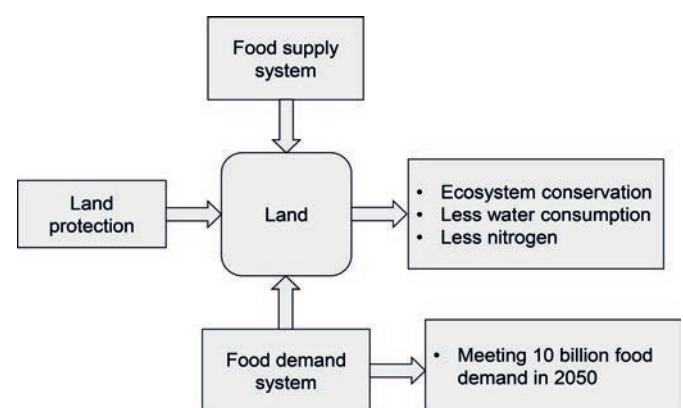 Food supply
system
Land
protection
Land
• Ecosystem conservation
• Less water consumption
• Less nitrogen
Food demand
system
• Meeting 10 billion food
demand in 2050